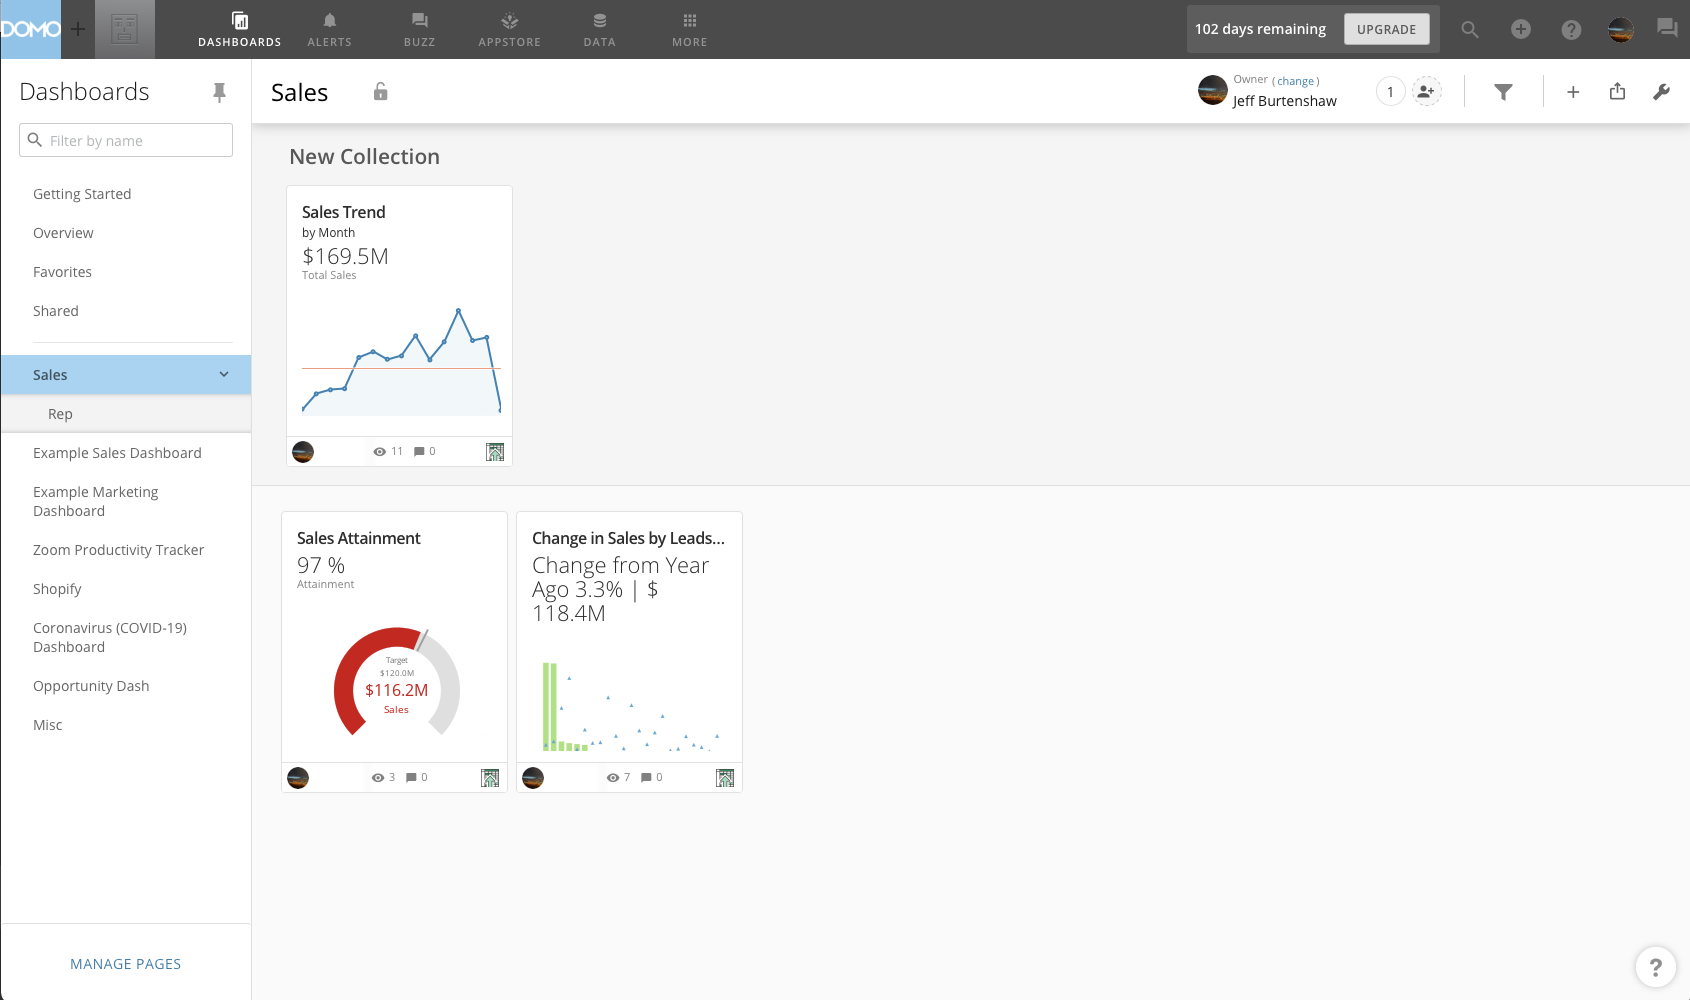 DOMO
DASHBOARDS
ALERTS
BUZZ
APPSTORE
DATA
MORE
102 days remaining
UPGRADE
Dashboards
Filter by name
Getting Started
Overview
Favorites
Shared
Sales
Rep
Example Sales Dashboard
Example Marketing
Dashboard
Zoom Productivity Tracker
Shopify
Coronavirus (COVID-19)
Dashboard
Opportunity Dash
Misc
MANAGE PAGES
Sales
Owner (change)
Jeff Burtenshaw
1
New Collection
Sales Trend
by Month
$169.5M
Total Sales
11
0
Sales Attainment
97 %
Attainment
Target
$120.0M
$116.2M
Sales
3
0
Change in Sales by Leads...
Change from Year
Ago 3.3% | $
118.4M
7
0
?